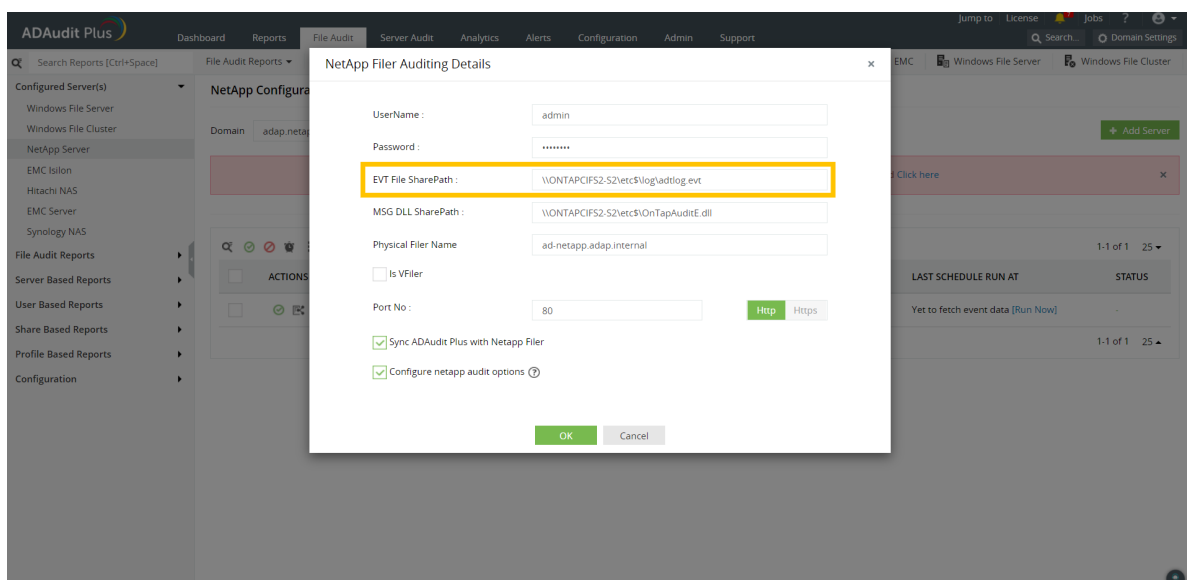 Jump to License 7 Jobs ?
ADAudit Plus
Dashboard Reports File Audit Server Audit Analytics Alerts Configuration Admin Support
Search... Domain Settings
Search Reports [Ctrl+Space]
File Audit Reports
EMC Windows File Server Windows File Cluster
Configured Server(s)
Windows File Server
Windows File Cluster
NetApp Server
EMC Isilon
Hitachi NAS
EMC Server
Synology NAS
File Audit Reports
Server Based Reports
User Based Reports
Share Based Reports
Profile Based Reports
Configuration
NetApp Configura
Domain adap.netap
+ Add Server
Click here ×
1-1 of 1 25
ACTIONS LAST SCHEDULE RUN AT STATUS
Yet to fetch event data [Run Now] -
1-1 of 1 25
NetApp Filer Auditing Details ×
UserName : admin
Password : ••••••••
EVT File SharePath : \\ONTAPCIFS2-S2\etc$\log\adtlog.evt
MSG DLL SharePath : \\ONTAPCIFS2-S2\etc$\OnTapAuditE.dll
Physical Filer Name ad-netapp.adap.internal
Is VFiler
Port No : 80 Http Https
Sync ADAudit Plus with Netapp Filer
Configure netapp audit options ?
OK Cancel